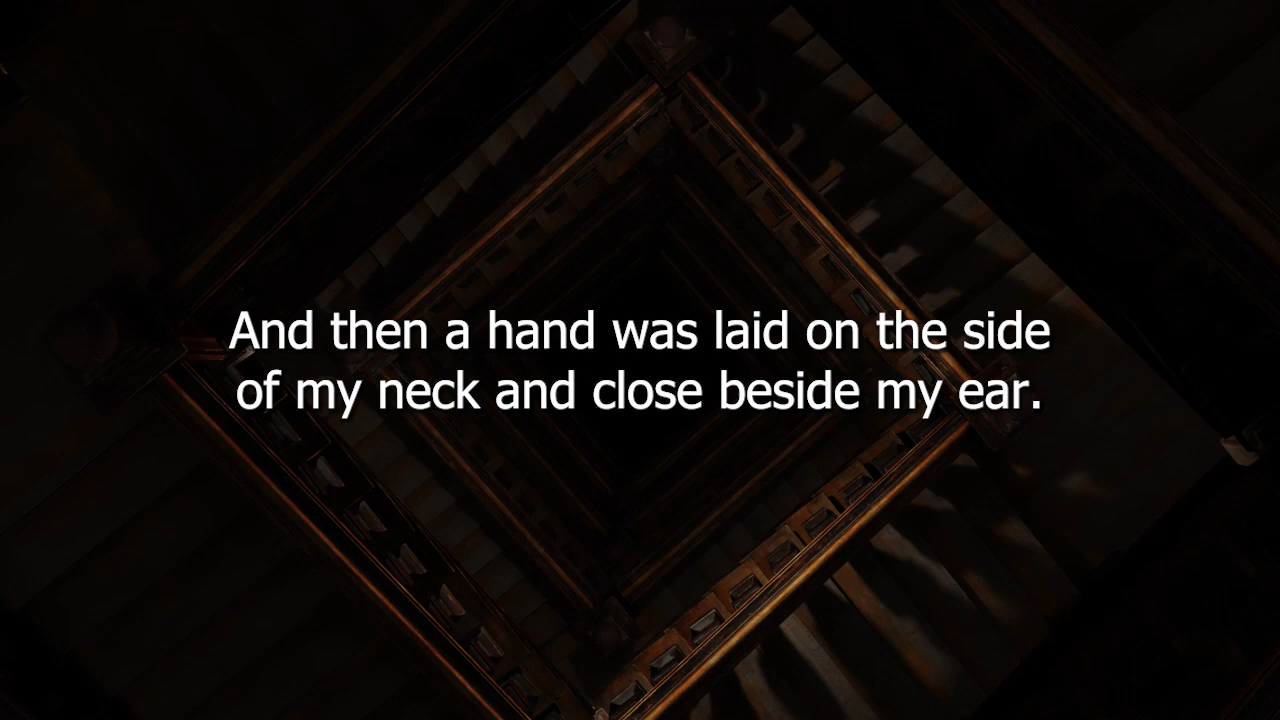 And then a hand was laid on the side
of my neck and close beside my ear.